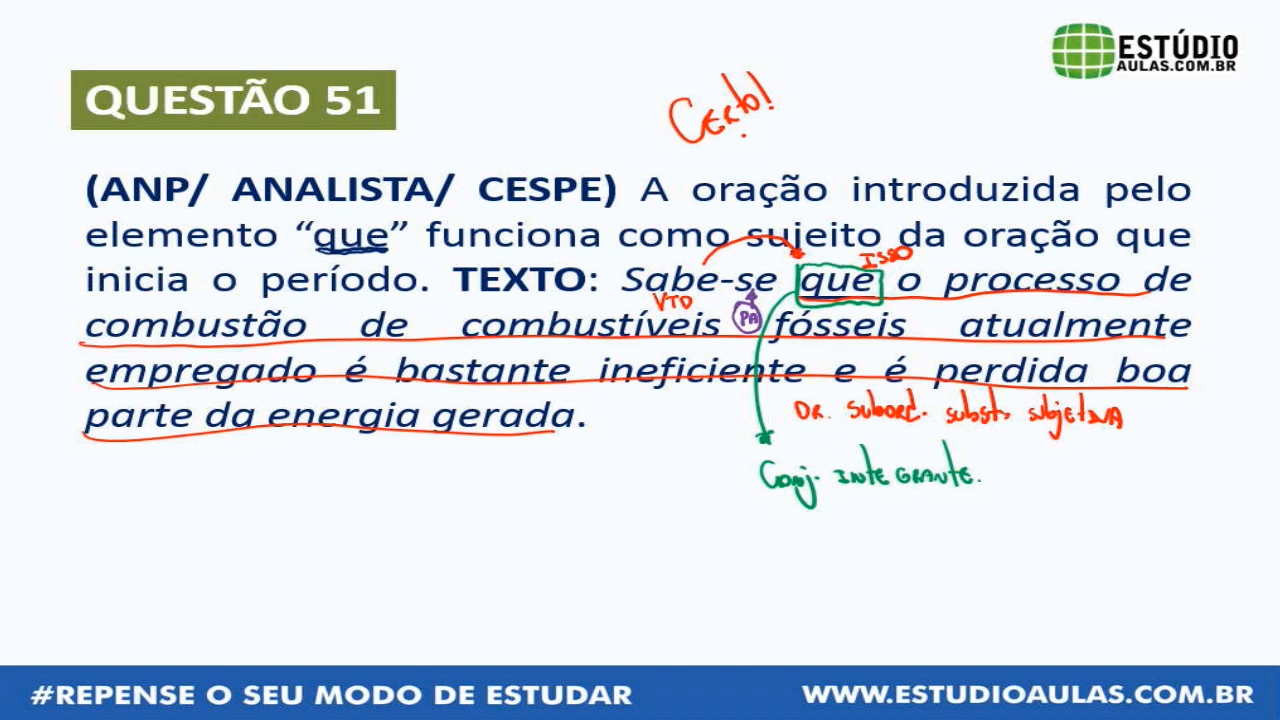 ESTÚDIO
AULAS.COM.BR
QUESTÃO 51
CERtO!
(ANP/ ANALISTA/ CESPE) A oração introduzida pelo
elemento “que” funciona como sujeito da oração que
ISSO
inicia o período. TEXTO: Sabe-se que o processo de
VTD
PA
combustão de combustíveis fósseis atualmente
empregado é bastante ineficiente e é perdida boa
OR. subord. subst. subjetIVA
parte da energia gerada.
Conj. INTEGRANTE.
#REPENSE O SEU MODO DE ESTUDAR
WWW.ESTUDIOAULAS.COM.BR